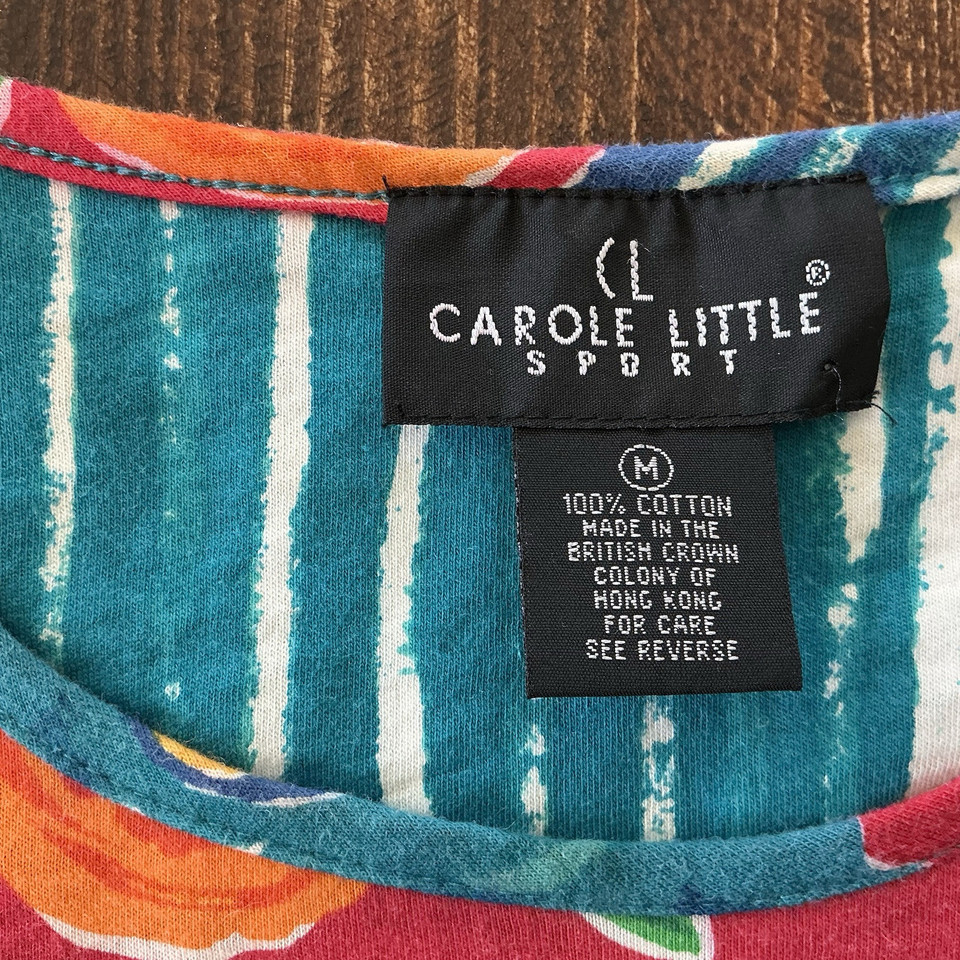 CL
CAROLE LITTLE®
SPORT
M
100% COTTON
MADE IN THE
BRITISH CROWN
COLONY OF
HONG KONG
FOR CARE
SEE REVERSE